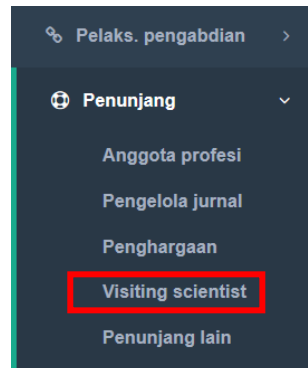 Pelaks. pengabdian
Penunjang
Anggota profesi
Pengelola jurnal
Penghargaan
Visiting scientist
Penunjang lain